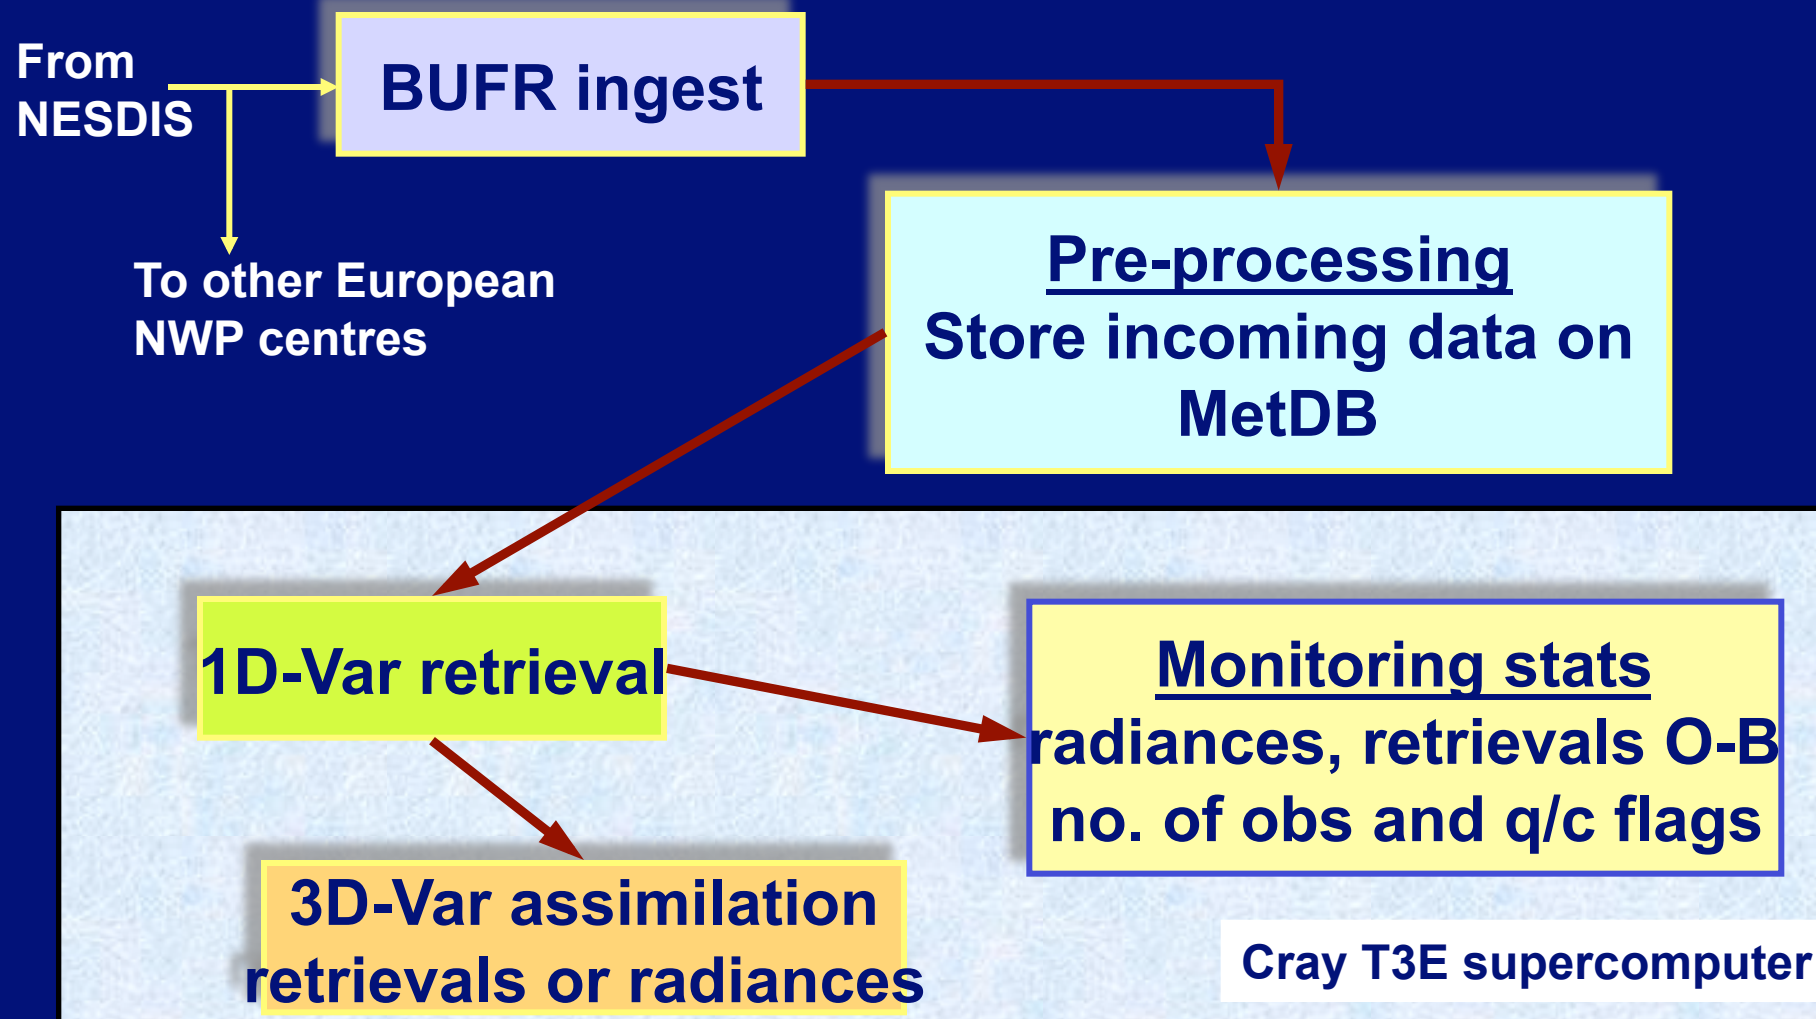 From
NESDIS
BUFR ingest
To other European
NWP centres
Pre-processing
Store incoming data on
MetDB
1D-Var retrieval
Monitoring stats
radiances, retrievals O-B
no. of obs and q/c flags
3D-Var assimilation
retrievals or radiances
Cray T3E supercomputer